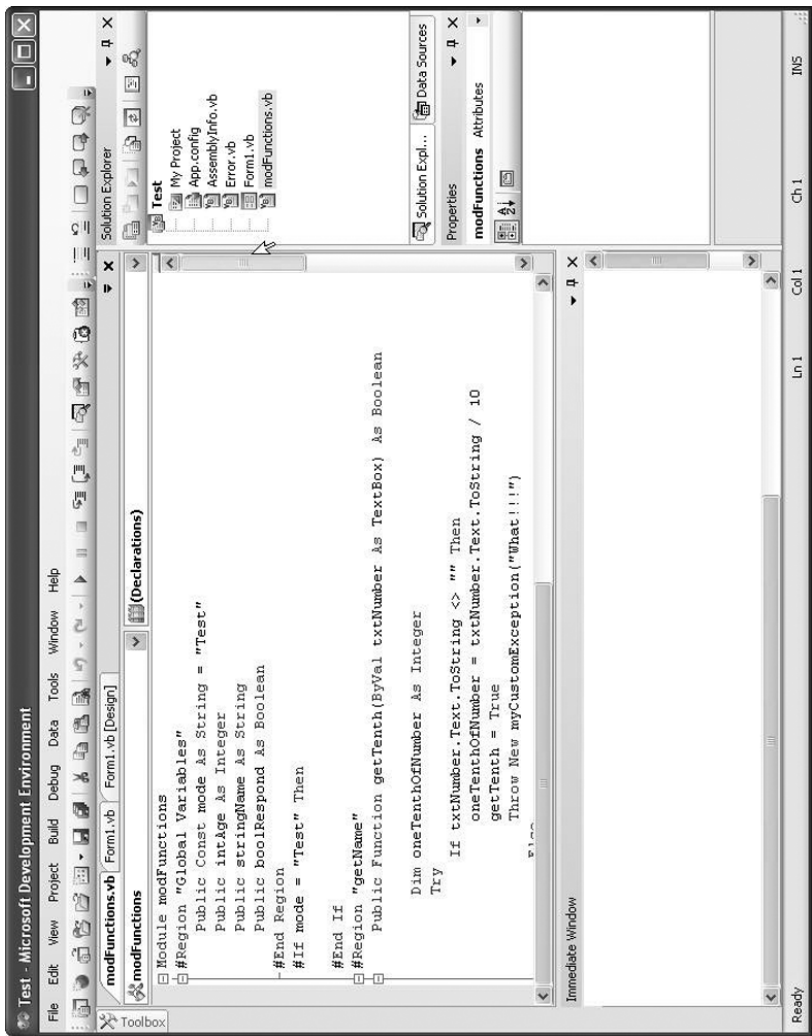 Test - Microsoft Development Environment
File Edit View Project Build Debug Data Tools Window Help
Toolbox
modFunctions.vb Form1.vb Form1.vb [Design]
modFunctions (Declarations)
Module modFunctions
#Region "Global Variables"
Public Const mode As String = "Test"
Public intAge As Integer
Public stringName As String
Public boolRespond As Boolean
#End Region
#If mode = "Test" Then
#End If
#Region "getName"
Public Function getTenth(ByVal txtNumber As TextBox) As Boolean
Dim oneTenthOfNumber As Integer
Try
If txtNumber.Text.ToString <> "" Then
oneTenthOfNumber = txtNumber.Text.ToString / 10
getTenth = True
Throw New myCustomException("What!!!")
Else
Immediate Window
Solution Explorer
Test
My Project
App.config
AssemblyInfo.vb
Error.vb
Form1.vb
modFunctions.vb
Solution Expl... Data Sources
Properties
modFunctions Attributes
Ready Ln 1 Col 1 Ch 1 INS